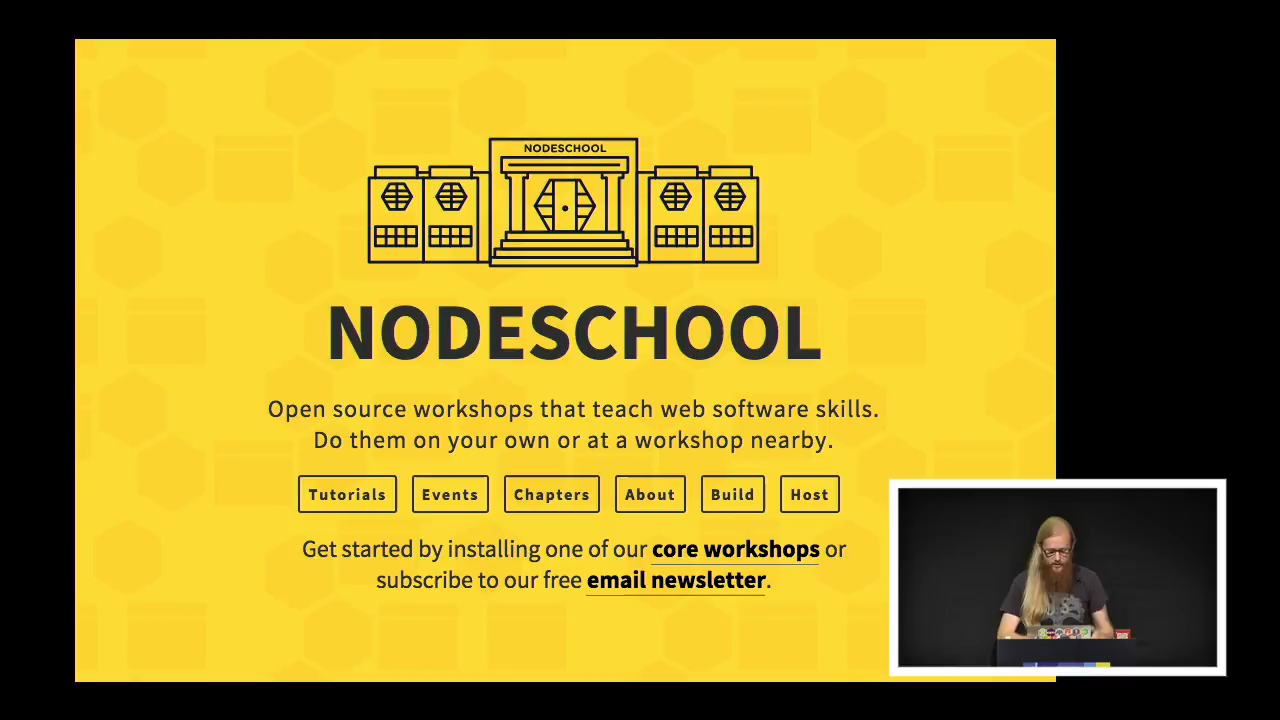 NODESCHOOL
NODESCHOOL
Open source workshops that teach web software skills.
Do them on your own or at a workshop nearby.
Tutorials Events Chapters About Build Host
Get started by installing one of our core workshops or
subscribe to our free email newsletter.